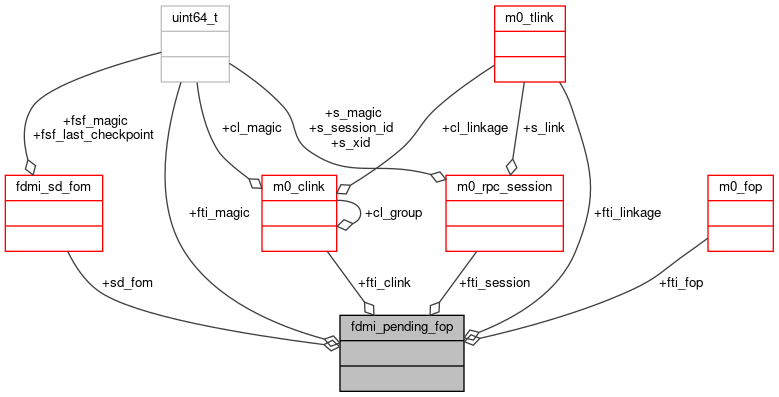 uint64_t
m0_tlink
+fsf_magic
+fsf_last_checkpoint
+cl_magic
+s_magic
+s_session_id
+s_xid
+cl_linkage
+s_link
fdmi_sd_fom
m0_clink
m0_rpc_session
m0_fop
+fti_magic
+cl_group
+fti_linkage
+sd_fom
+fti_clink
+fti_session
+fti_fop
fdmi_pending_fop